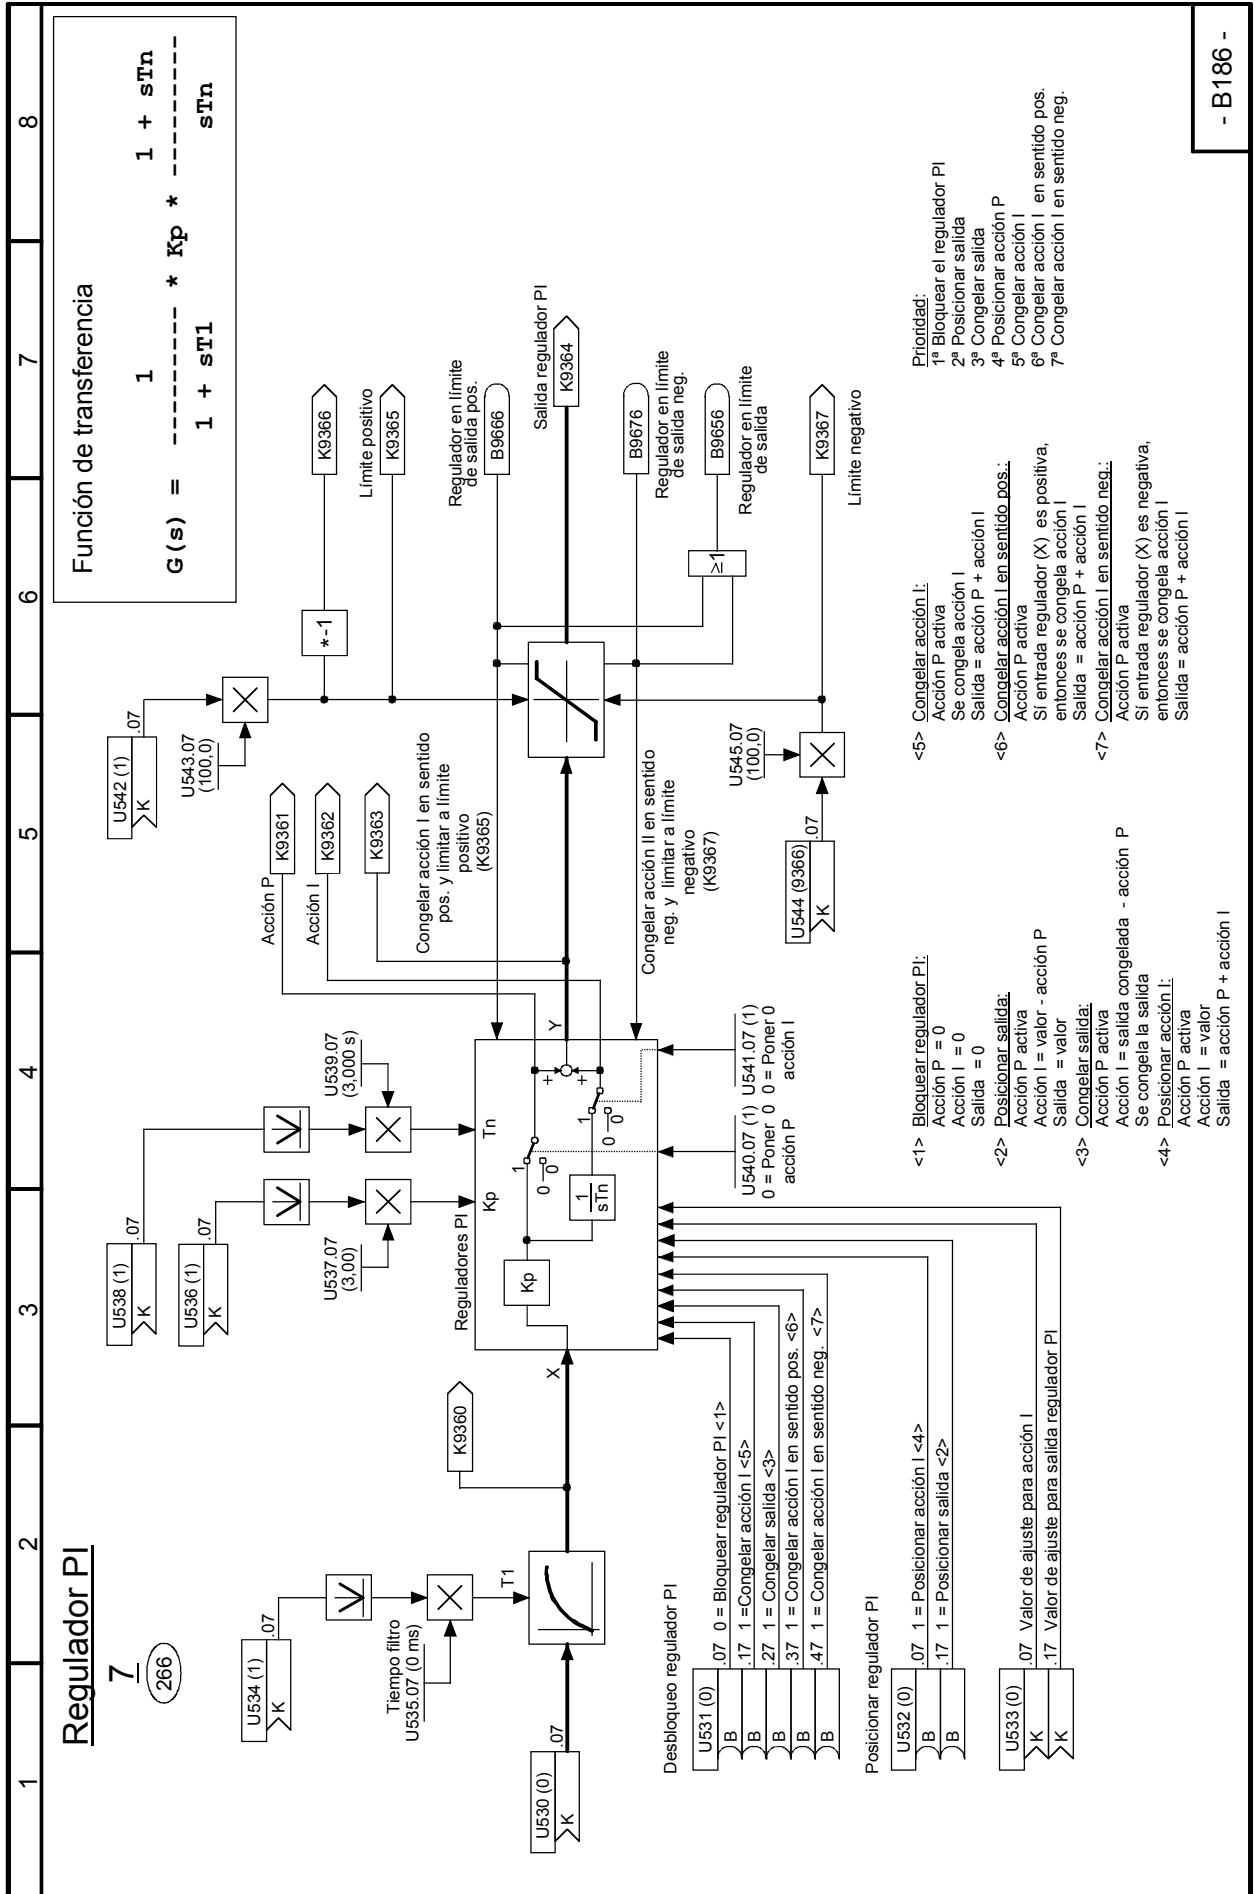 1 2 3 4 5 6 7 8
Regulador PI
7
266
Función de transferencia
1 1 + sTn
G(s) = -------- * Kp * ----------
1 + sT1 sTn
U534 (1)
K
.07
Tiempo filtro
U535.07 (0 ms)
T1
U530 (0)
K
.07
K9360
X
U538 (1)
K
.07
U536 (1)
K
.07
U537.07
(3,00)
U539.07
(3,000 s)
Reguladores PI
Kp
Tn
Kp
1
sTn
1
0
0
1
0
0
+
+
Y
U540.07 (1)
0 = Poner 0
acción P
U541.07 (1)
0 = Poner 0
acción I
Acción P
K9361
Acción I
K9362
K9363
Congelar acción I en sentido
pos. y limitar a límite
positivo
(K9365)
Congelar acción II en sentido
neg. y limitar a límite
negativo
(K9367)
U542 (1)
K
.07
U543.07
(100,0)
*-1
K9366
Límite positivo
K9365
Regulador en límite
de salida pos.
B9666
Salida regulador PI
K9364
B9676
Regulador en límite
de salida neg.
B9656
Regulador en límite
de salida
≥1
K9367
Límite negativo
U545.07
(100,0)
U544 (9366)
K
.07
Desbloqueo regulador PI
U531 (0)
B .07 0 = Bloquear regulador PI <1>
B .17 1 =Congelar acción I <5>
B .27 1 = Congelar salida <3>
B .37 1 = Congelar acción I en sentido pos. <6>
B .47 1 = Congelar acción I en sentido neg. <7>
Posicionar regulador PI
U532 (0)
B .07 1 = Posicionar acción I <4>
B .17 1 = Posicionar salida <2>
U533 (0)
K .07 Valor de ajuste para acción I
K .17 Valor de ajuste para salida regulador PI
<1> Bloquear regulador PI:
Acción P = 0
Acción I = 0
Salida = 0
<2> Posicionar salida:
Acción P activa
Acción I = valor - acción P
Salida = valor
<3> Congelar salida:
Acción P activa
Acción I = salida congelada - acción P
Se congela la salida
<4> Posicionar acción I:
Acción P activa
Acción I = valor
Salida = acción P + acción I
<5> Congelar acción I:
Acción P activa
Se congela acción I
Salida = acción P + acción I
<6> Congelar acción I en sentido pos.:
Acción P activa
Sí entrada regulador (X) es positiva,
entonces se congela acción I
Salida = acción P + acción I
<7> Congelar acción I en sentido neg.:
Acción P activa
Sí entrada regulador (X) es negativa,
entonces se congela acción I
Salida = acción P + acción I
Prioridad:
1ª Bloquear el regulador PI
2ª Posicionar salida
3ª Congelar salida
4ª Posicionar acción P
5ª Congelar acción I
6ª Congelar acción I en sentido pos.
7ª Congelar acción I en sentido neg.
- B186 -